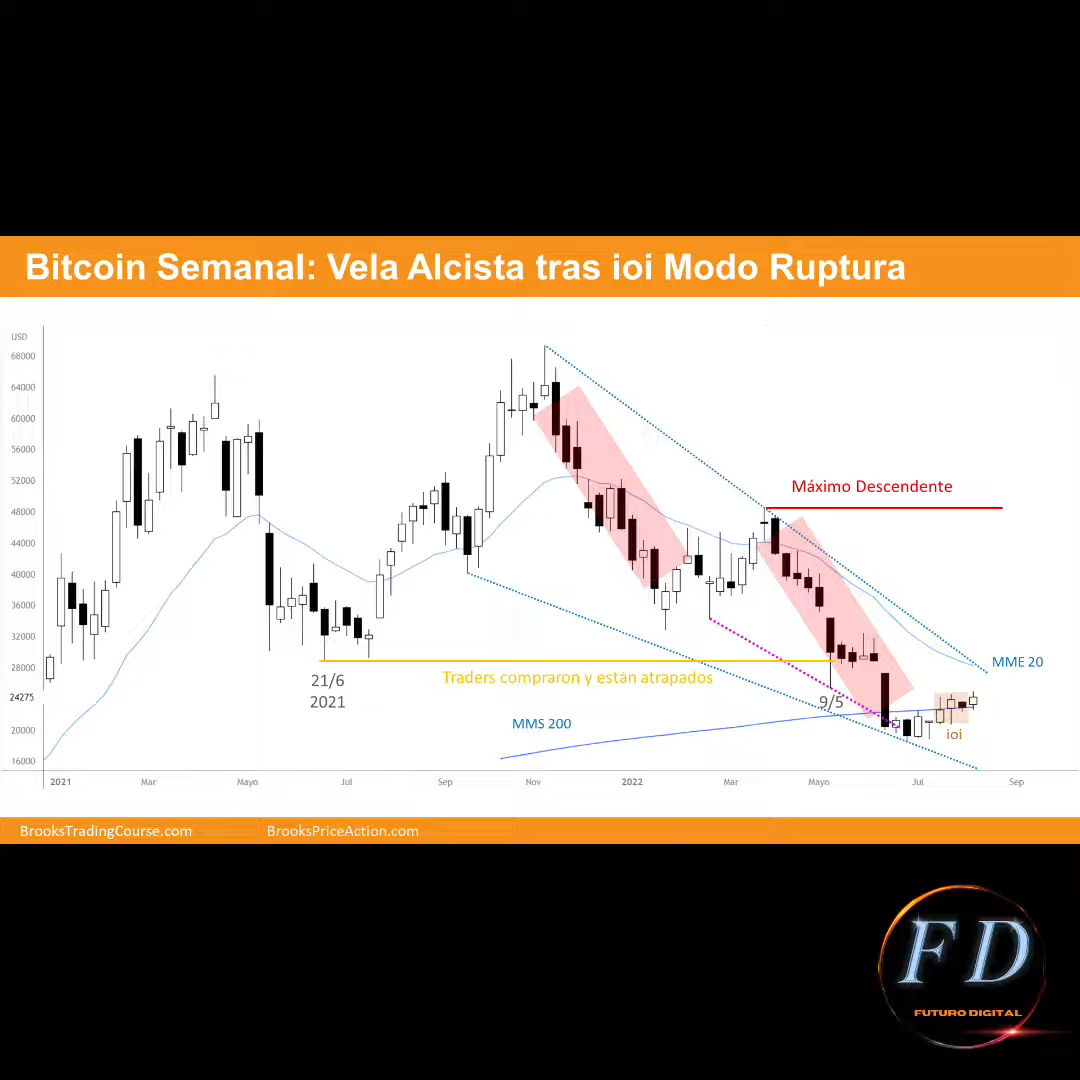 Bitcoin Semanal: Vela Alcista tras ioi Modo Ruptura
USD
68000
64000
60000
56000
52000
48000
44000
40000
36000
32000
28000
24275
20000
16000
Máximo Descendente
MME 20
Traders compraron y están atrapados
21/6
2021
9/5
MMS 200
ioi
2021 Mar Mayo Jul Sep Nov 2022 Mar Mayo Jul Sep
BrooksTradingCourse.com BrooksPriceAction.com
FD
FUTURO DIGITAL